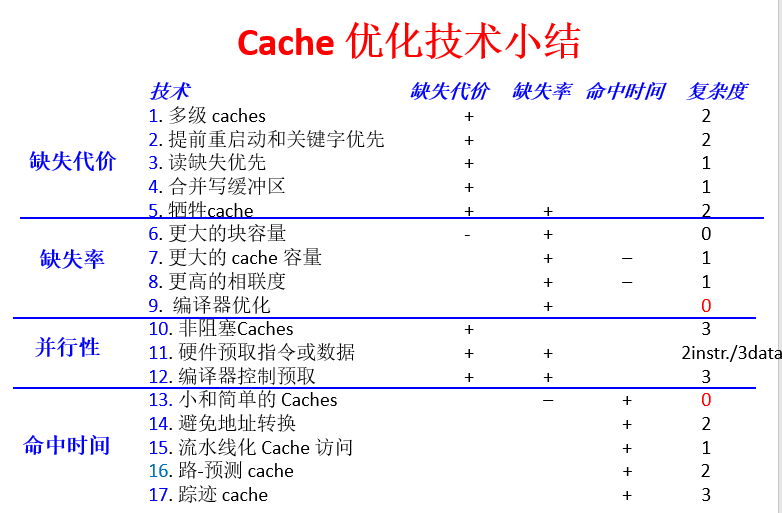 Cache 优化技术小结
技术 缺失代价 缺失率 命中时间 复杂度
缺失代价
1. 多级 caches + 2
2. 提前重启动和关键字优先 + 2
3. 读缺失优先 + 1
4. 合并写缓冲区 + 1
5. 牺牲cache + + 2
缺失率
6. 更大的块容量 - + 0
7. 更大的 cache 容量 + – 1
8. 更高的相联度 + – 1
9. 编译器优化 + 0
并行性
10. 非阻塞Caches + 3
11. 硬件预取指令或数据 + + 2instr./3data
12. 编译器控制预取 + + 3
命中时间
13. 小和简单的 Caches – + 0
14. 避免地址转换 + 2
15. 流水线化 Cache 访问 + 1
16. 路-预测 cache + 2
17. 踪迹 cache + 3